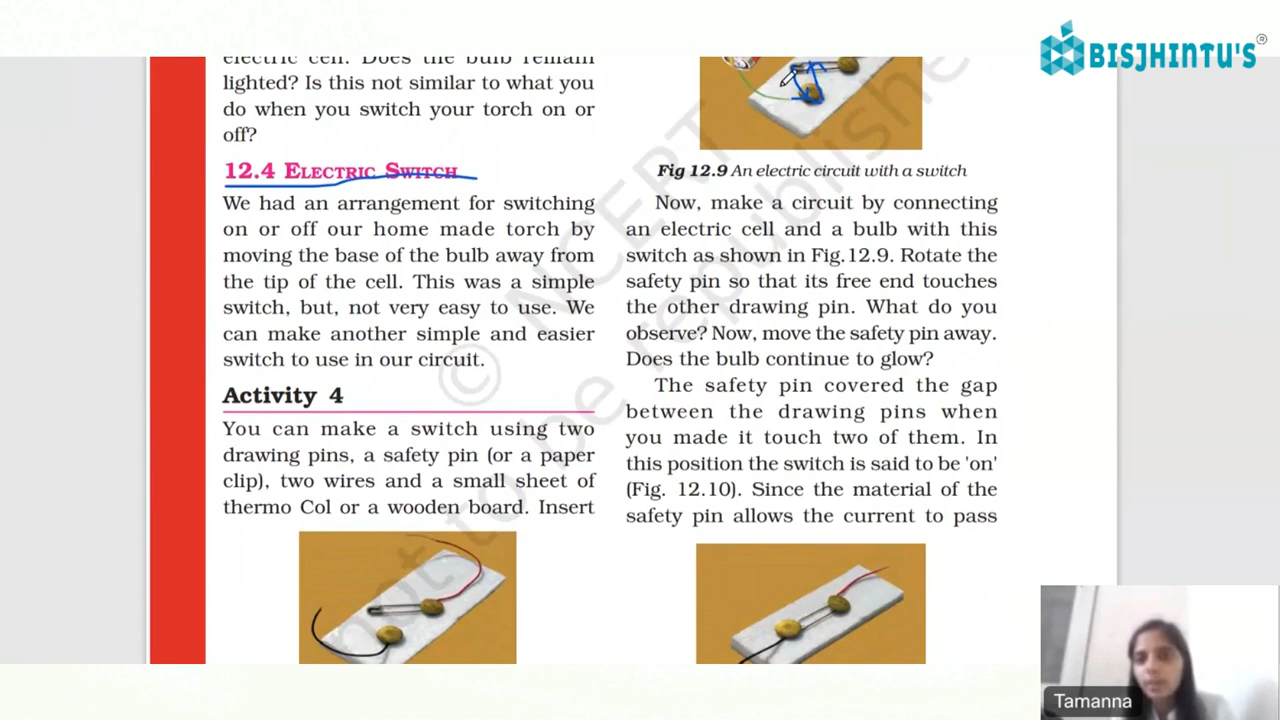 electric cell. Does the bulb remain
lighted? Is this not similar to what you
do when you switch your torch on or
off?
12.4 ELECTRIC SWITCH
We had an arrangement for switching
on or off our home made torch by
moving the base of the bulb away from
the tip of the cell. This was a simple
switch, but, not very easy to use. We
can make another simple and easier
switch to use in our circuit.
Activity 4
You can make a switch using two
drawing pins, a safety pin (or a paper
clip), two wires and a small sheet of
thermo Col or a wooden board. Insert
Fig 12.9 An electric circuit with a switch
Now, make a circuit by connecting
an electric cell and a bulb with this
switch as shown in Fig.12.9. Rotate the
safety pin so that its free end touches
the other drawing pin. What do you
observe? Now, move the safety pin away.
Does the bulb continue to glow?
The safety pin covered the gap
between the drawing pins when
you made it touch two of them. In
this position the switch is said to be 'on'
(Fig. 12.10). Since the material of the
safety pin allows the current to pass
© NCERT
not to be republished
BISJHINTU'S®
Tamanna